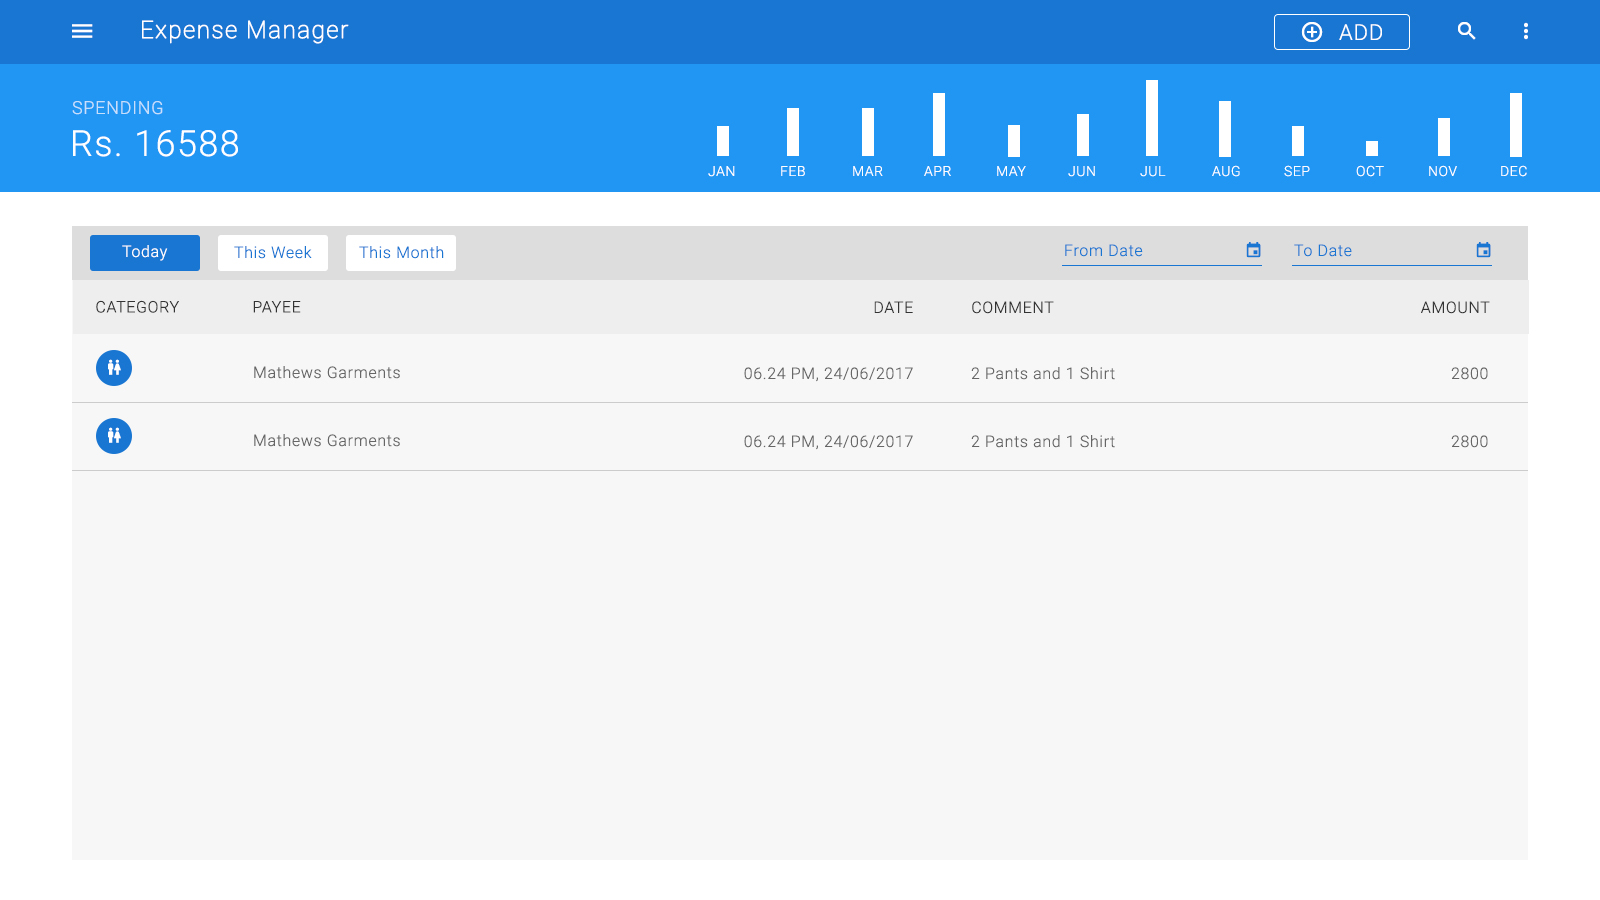 Expense Manager
ADD
SPENDING
Rs. 16588
JAN FEB MAR APR MAY JUN JUL AUG SEP OCT NOV DEC
Today This Week This Month From Date To Date
CATEGORY PAYEE DATE COMMENT AMOUNT
Mathews Garments 06.24 PM, 24/06/2017 2 Pants and 1 Shirt 2800
Mathews Garments 06.24 PM, 24/06/2017 2 Pants and 1 Shirt 2800